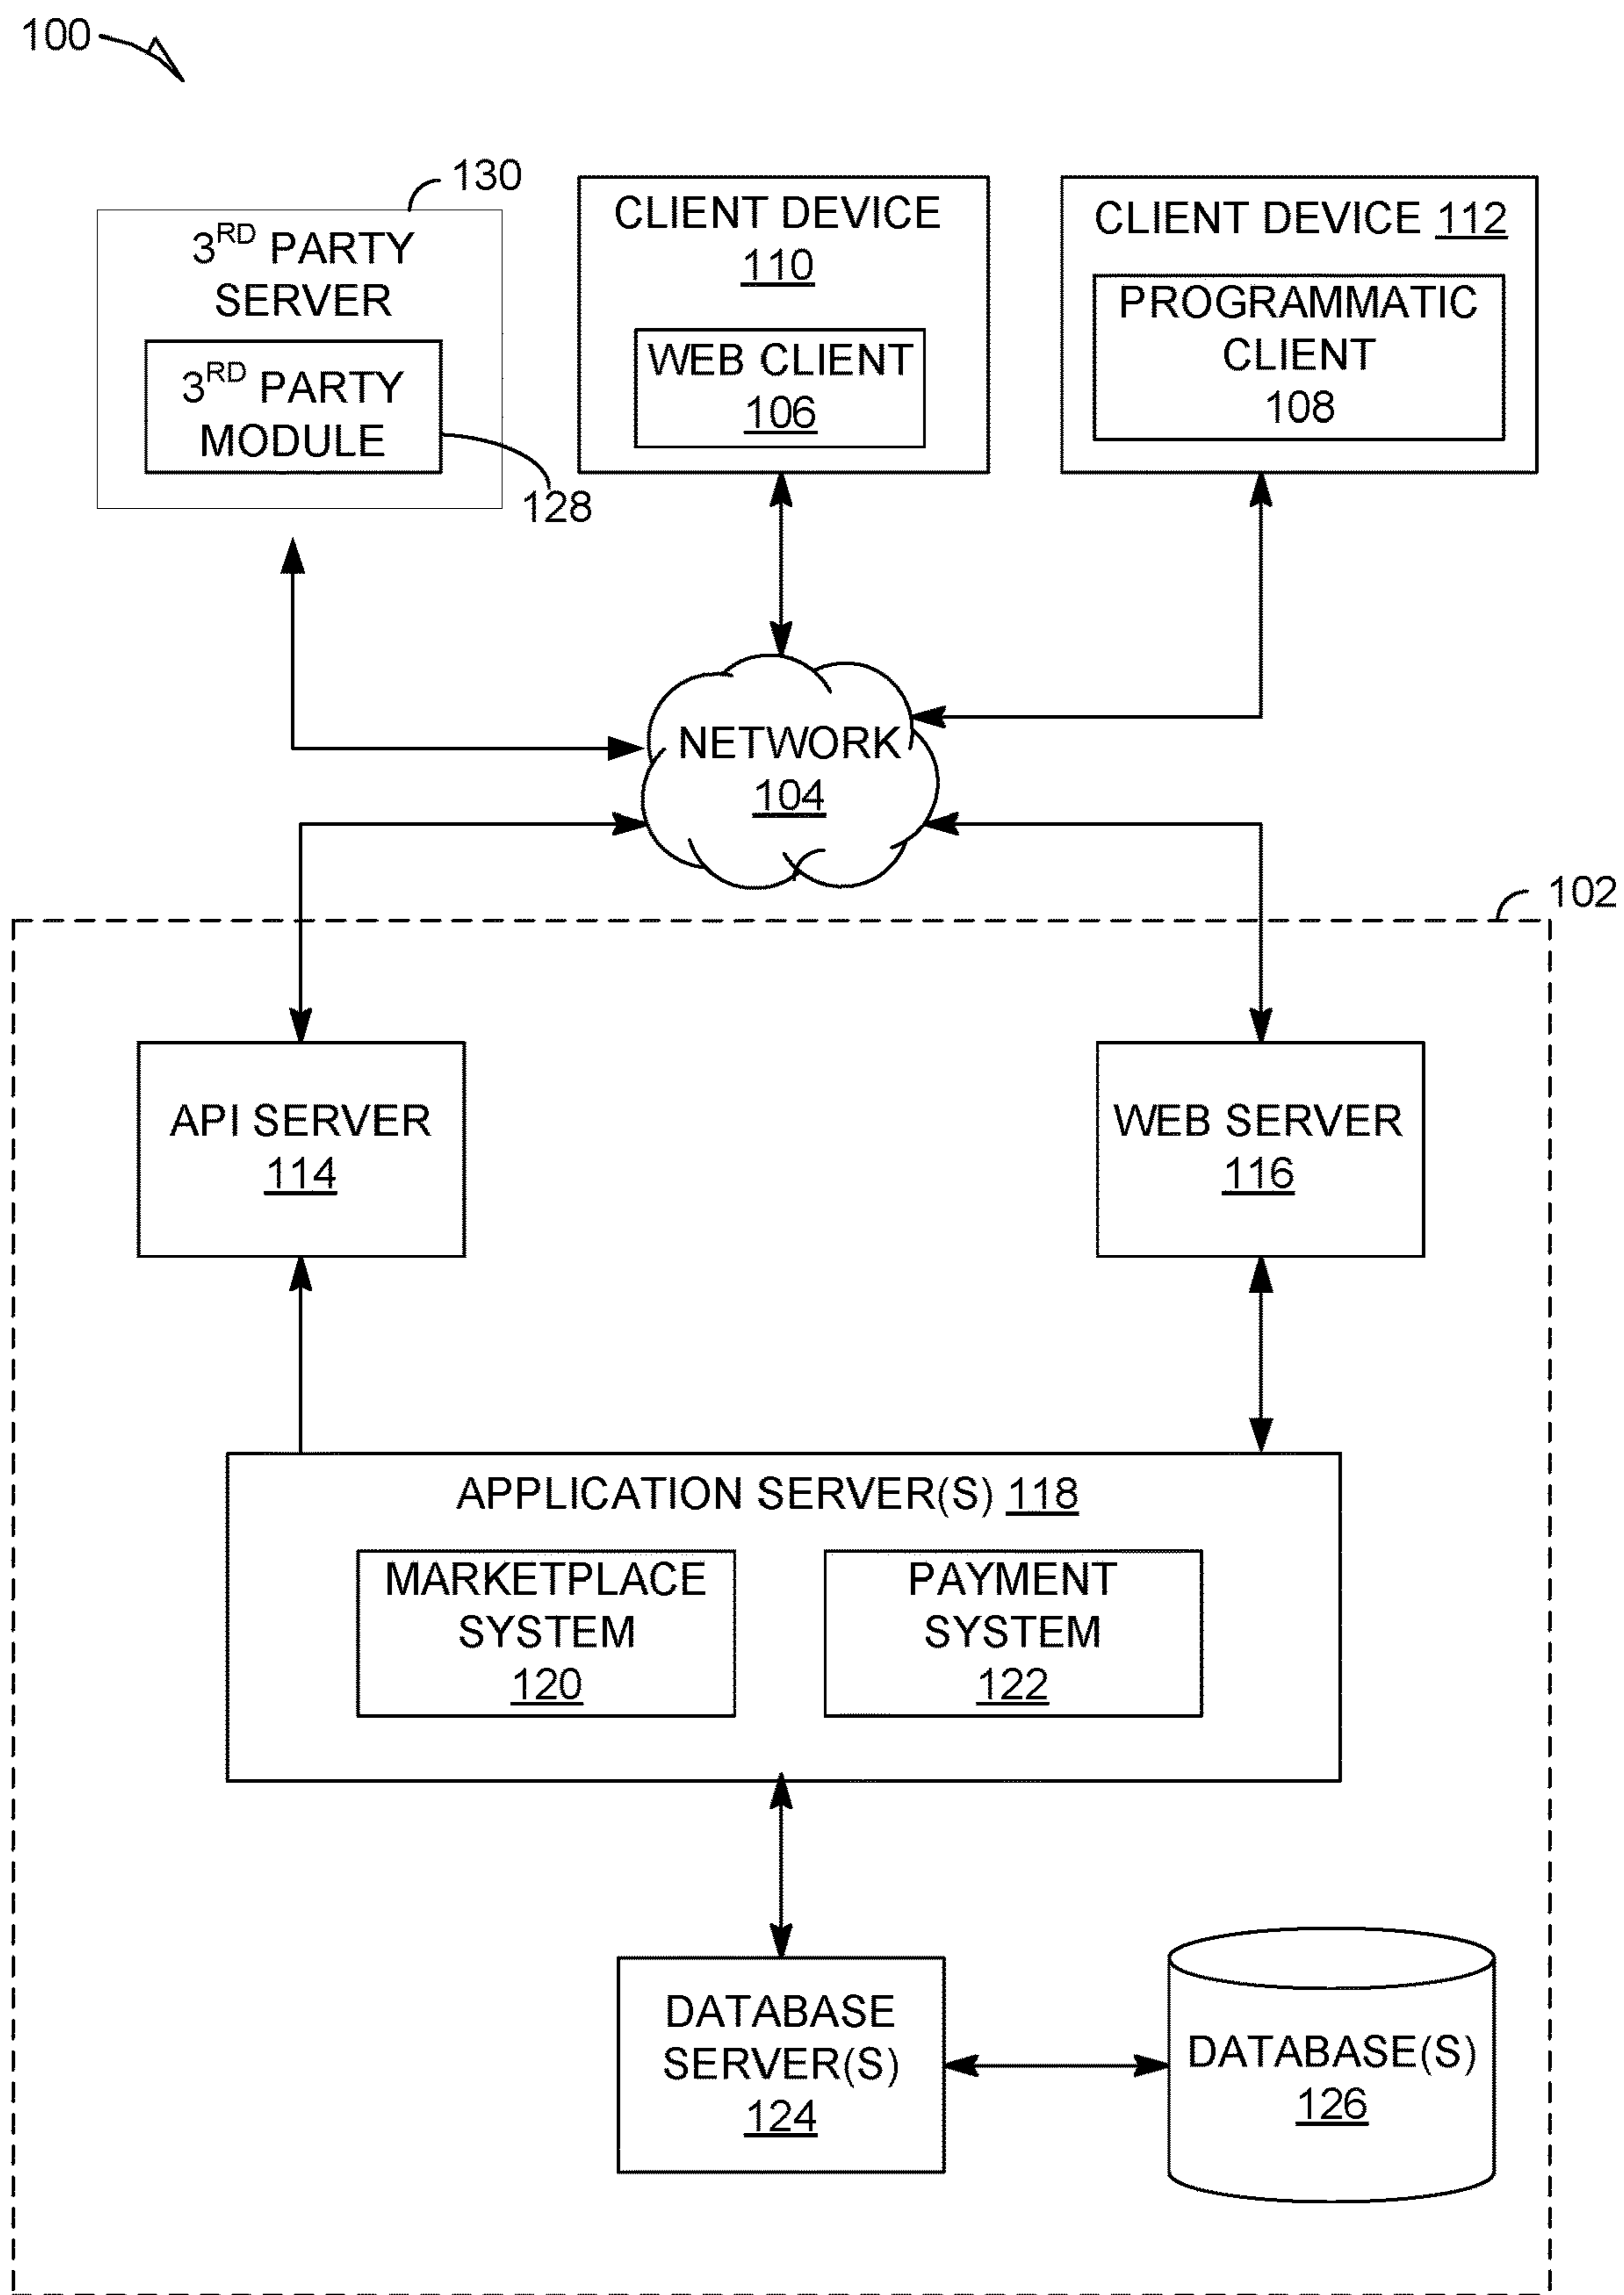 100
130
3RD PARTY
SERVER
3RD PARTY
MODULE
128
CLIENT DEVICE
110
WEB CLIENT
106
CLIENT DEVICE 112
PROGRAMMATIC
CLIENT
108
NETWORK
104
102
API SERVER
114
WEB SERVER
116
APPLICATION SERVER(S) 118
MARKETPLACE
SYSTEM
120
PAYMENT
SYSTEM
122
DATABASE
SERVER(S)
124
DATABASE(S)
126